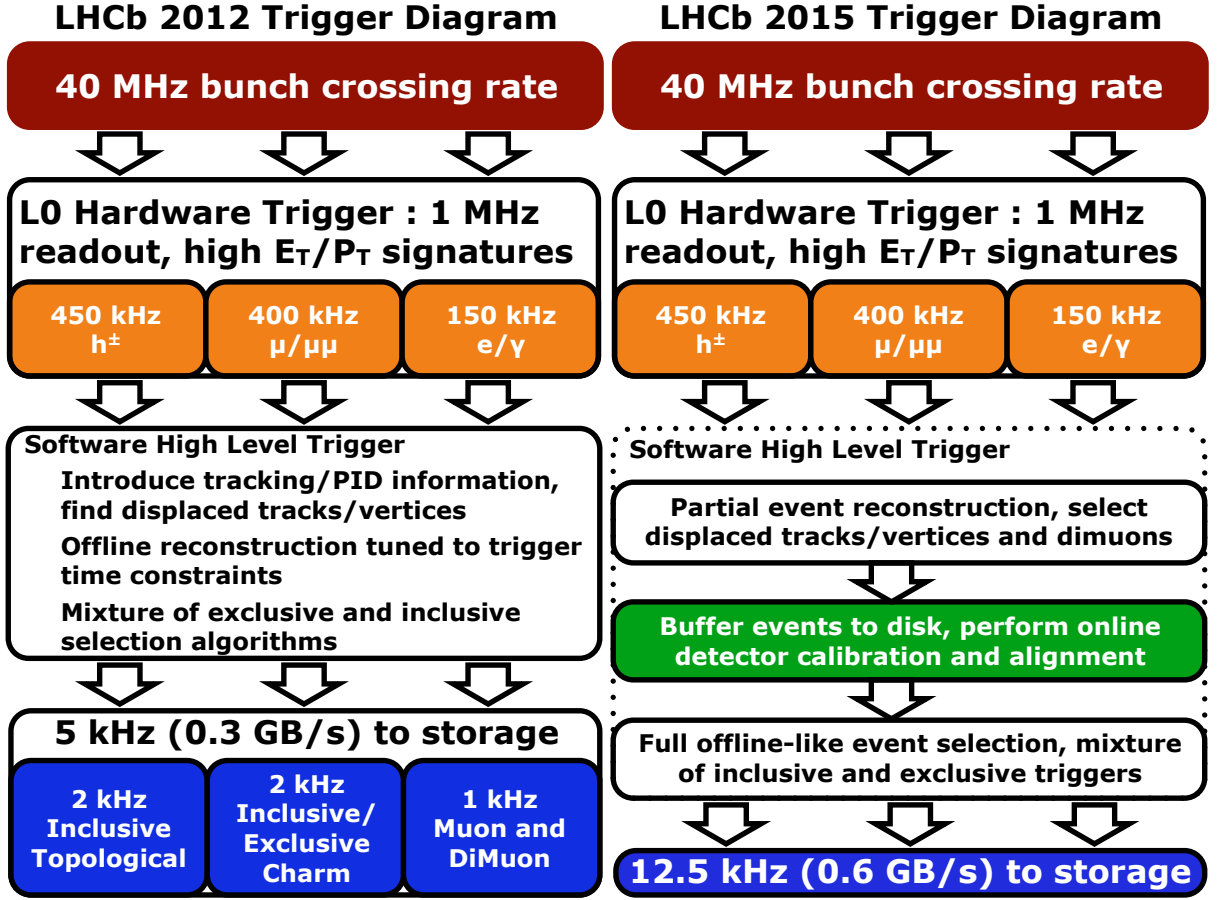 LHCb 2012 Trigger Diagram
40 MHz bunch crossing rate
L0 Hardware Trigger : 1 MHz
readout, high E_T/P_T signatures
450 kHz
h±
400 kHz
μ/μμ
150 kHz
e/γ
Software High Level Trigger
Introduce tracking/PID information,
find displaced tracks/vertices
Offline reconstruction tuned to trigger
time constraints
Mixture of exclusive and inclusive
selection algorithms
5 kHz (0.3 GB/s) to storage
2 kHz
Inclusive
Topological
2 kHz
Inclusive/
Exclusive
Charm
1 kHz
Muon and
DiMuon
LHCb 2015 Trigger Diagram
40 MHz bunch crossing rate
L0 Hardware Trigger : 1 MHz
readout, high E_T/P_T signatures
450 kHz
h±
400 kHz
μ/μμ
150 kHz
e/γ
Software High Level Trigger
Partial event reconstruction, select
displaced tracks/vertices and dimuons
Buffer events to disk, perform online
detector calibration and alignment
Full offline-like event selection, mixture
of inclusive and exclusive triggers
12.5 kHz (0.6 GB/s) to storage